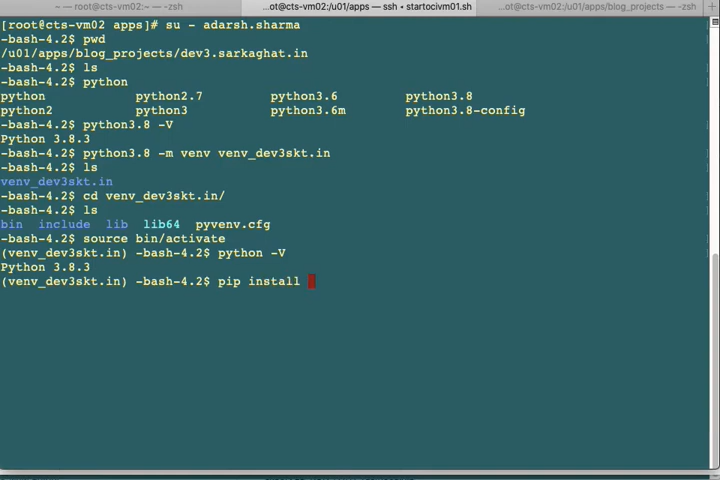 ~ — root@cts-vm02:~ — -zsh
...ot@cts-vm02:/u01/apps — ssh • startocivm01.sh
...ot@cts-vm02:/u01/apps/blog_projects — -zsh
[root@cts-vm02 apps]# su - adarsh.sharma
-bash-4.2$ pwd
/u01/apps/blog_projects/dev3.sarkaghat.in
-bash-4.2$ ls
-bash-4.2$ python
python python2.7 python3.6 python3.8
python2 python3 python3.6m python3.8-config
-bash-4.2$ python3.8 -V
Python 3.8.3
-bash-4.2$ python3.8 -m venv venv_dev3skt.in
-bash-4.2$ ls
venv_dev3skt.in
-bash-4.2$ cd venv_dev3skt.in/
-bash-4.2$ ls
bin include lib lib64 pyvenv.cfg
-bash-4.2$ source bin/activate
(venv_dev3skt.in) -bash-4.2$ python -V
Python 3.8.3
(venv_dev3skt.in) -bash-4.2$ pip install